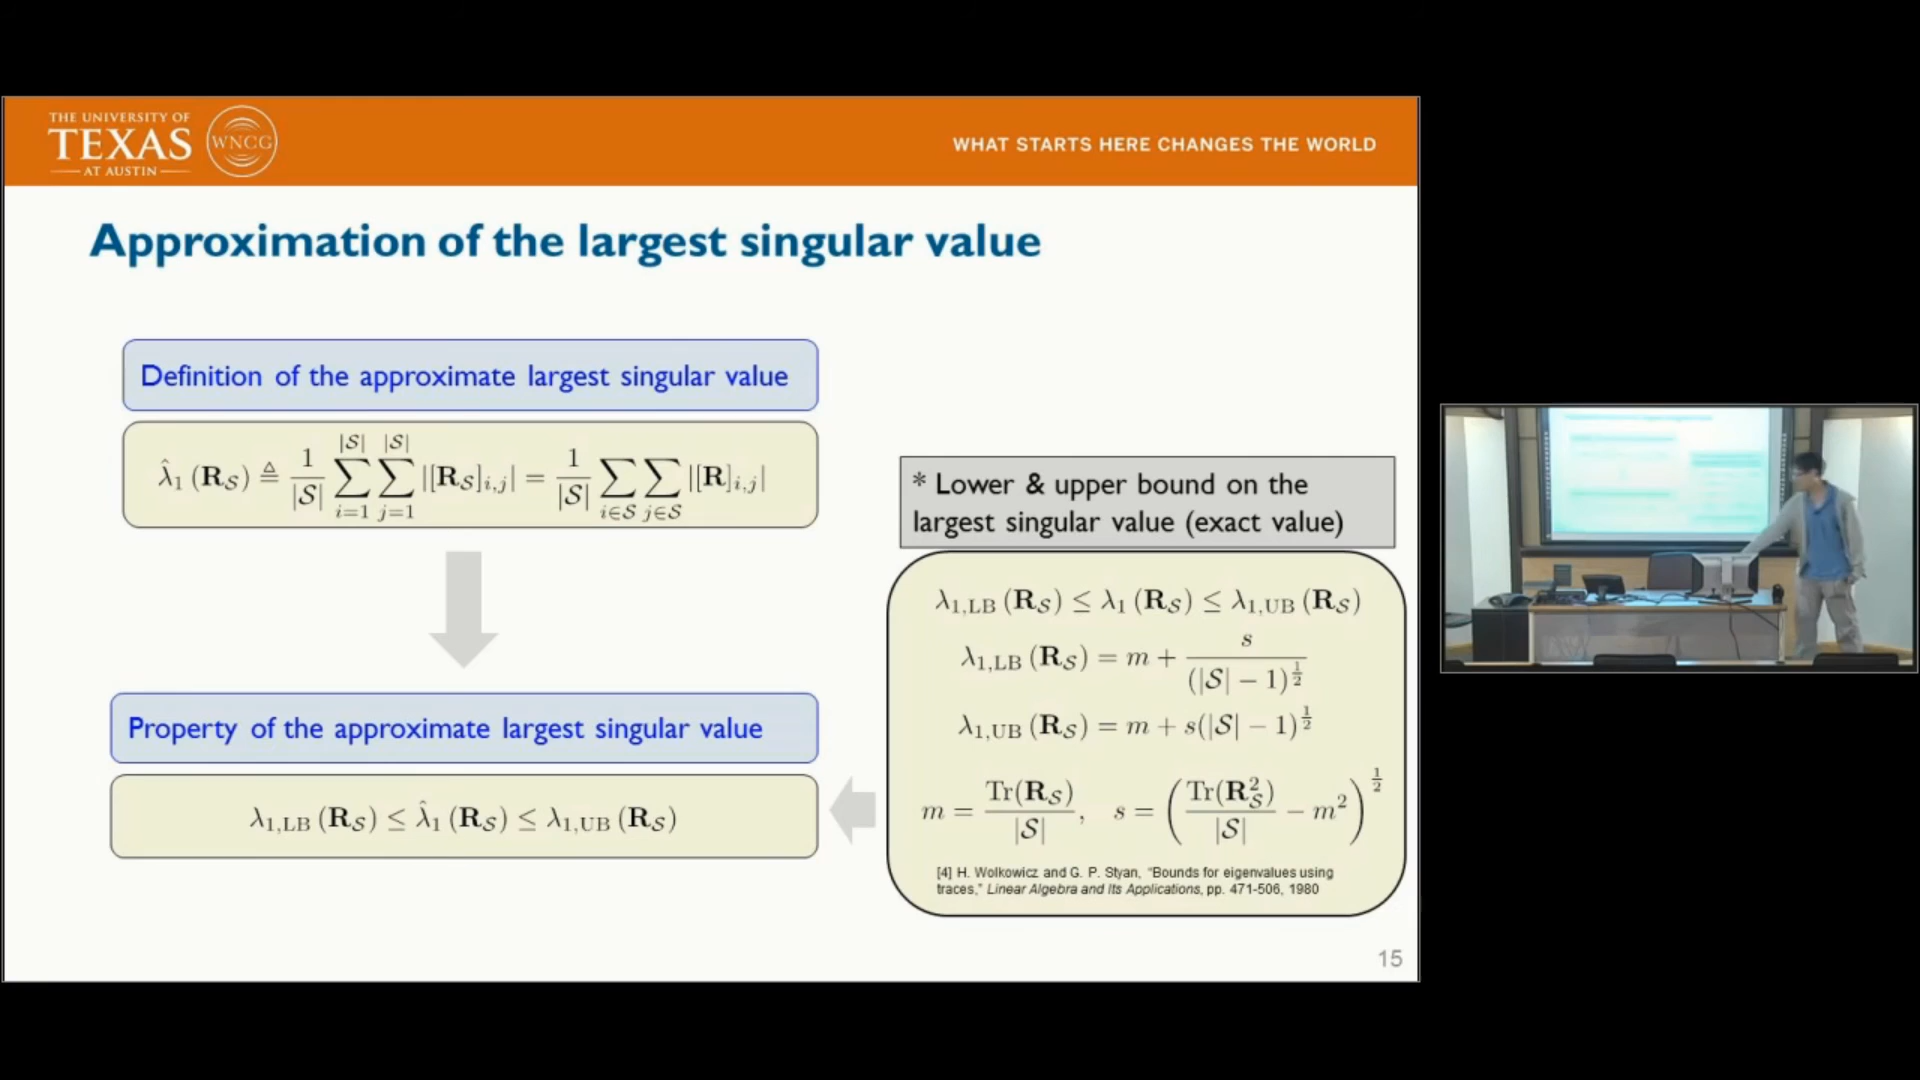 THE UNIVERSITY OF
TEXAS
AT AUSTIN
WNCG
WHAT STARTS HERE CHANGES THE WORLD
Approximation of the largest singular value
Definition of the approximate largest singular value
λ̂₁ (R_𝒮) ≜ 1/|𝒮| ∑_{i=1}^{|𝒮|} ∑_{j=1}^{|𝒮|} |[R_𝒮]_{i,j}| = 1/|𝒮| ∑_{i∈𝒮} ∑_{j∈𝒮} |[R]_{i,j}|
Property of the approximate largest singular value
λ_{1,LB} (R_𝒮) ≤ λ̂₁ (R_𝒮) ≤ λ_{1,UB} (R_𝒮)
* Lower & upper bound on the
largest singular value (exact value)
λ_{1,LB} (R_𝒮) ≤ λ₁ (R_𝒮) ≤ λ_{1,UB} (R_𝒮)
λ_{1,LB} (R_𝒮) = m + s/(|𝒮| − 1)^{1/2}
λ_{1,UB} (R_𝒮) = m + s(|𝒮| − 1)^{1/2}
m = Tr(R_𝒮)/|𝒮|, s = (Tr(R_𝒮^2)/|𝒮| − m²)^{1/2}
[4] H. Wolkowicz and G. P. Styan, "Bounds for eigenvalues using
traces," Linear Algebra and Its Applications, pp. 471-506, 1980
15